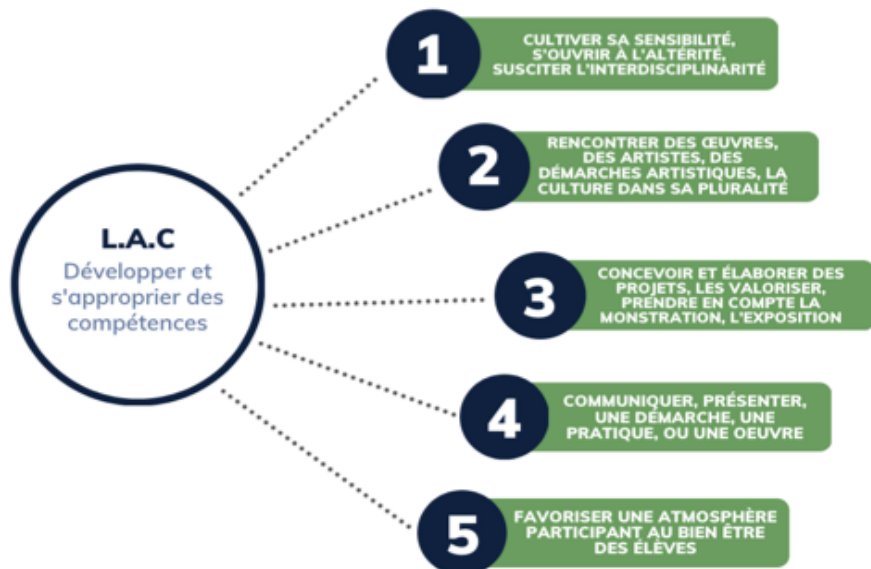 L.A.C
Développer et
s'approprier des
compétences
1
CULTIVER SA SENSIBILITÉ,
S'OUVRIR À L'ALTÉRITÉ,
SUSCITER L'INTERDISCIPLINARITÉ
2
RENCONTRER DES ŒUVRES,
DES ARTISTES, DES
DÉMARCHES ARTISTIQUES, LA
CULTURE DANS SA PLURALITÉ
3
CONCEVOIR ET ÉLABORER DES
PROJETS, LES VALORISER,
PRENDRE EN COMPTE LA
MONSTRATION, L'EXPOSITION
4
COMMUNIQUER, PRÉSENTER,
UNE DÉMARCHE, UNE
PRATIQUE, OU UNE OEUVRE
5
FAVORISER UNE ATMOSPHÈRE
PARTICIPANT AU BIEN ÊTRE
DES ÉLÈVES